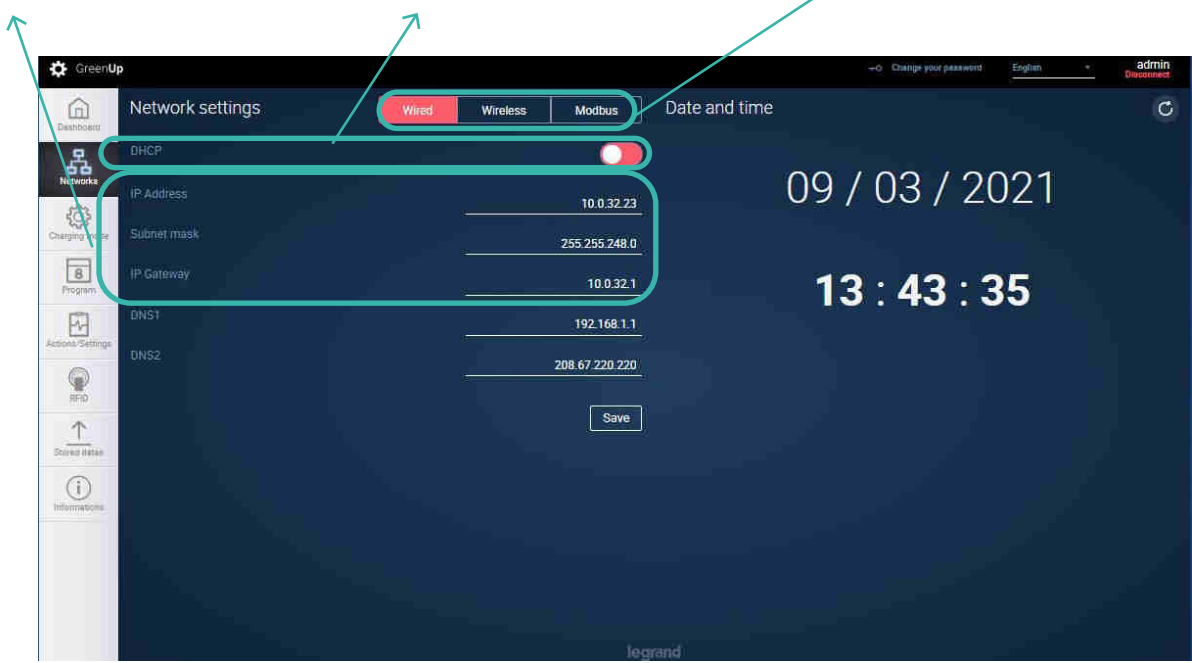 GreenUp
Change your password
English
admin
Disconnect
Dashboard
Networks
Charging mode
Program
8
Actions/Settings
RFID
Stored datas
Informations
Network settings
Wired
Wireless
Modbus
DHCP
IP Address
10.0.32.23
Subnet mask
255.255.248.0
IP Gateway
10.0.32.1
DNS1
192.168.1.1
DNS2
208.67.220.220
Save
Date and time
09 / 03 / 2021
13 : 43 : 35
legrand